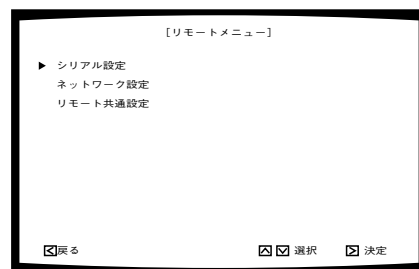 [リモートメニュー]
▶ シリアル設定
ネットワーク設定
リモート共通設定
戻る 選択 決定